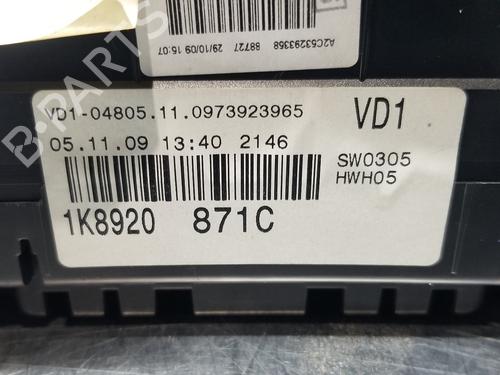 A2C53293358 88727 29/10/09 15:07
VD1-04805.11.0973923965 VD1
05.11.09 13:40 2146 SW0305
HWH05
1K8920 871C
B-PARTS